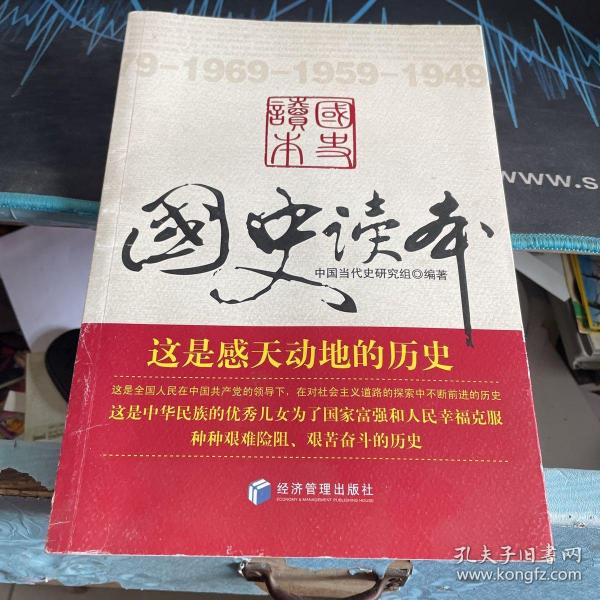 79-1969-1959-1949
國史
讀本
國史读本
中国当代史研究组◎编著
这是感天动地的历史
这是全国人民在中国共产党的领导下，在对社会主义道路的探索中不断前进的历史
这是中华民族的优秀儿女为了国家富强和人民幸福克服
种种艰难险阻、艰苦奋斗的历史
经济管理出版社
ECONOMY & MANAGEMENT PUBLISHING HOUSE
www.s
孔夫子旧书网
www.kongfz.com